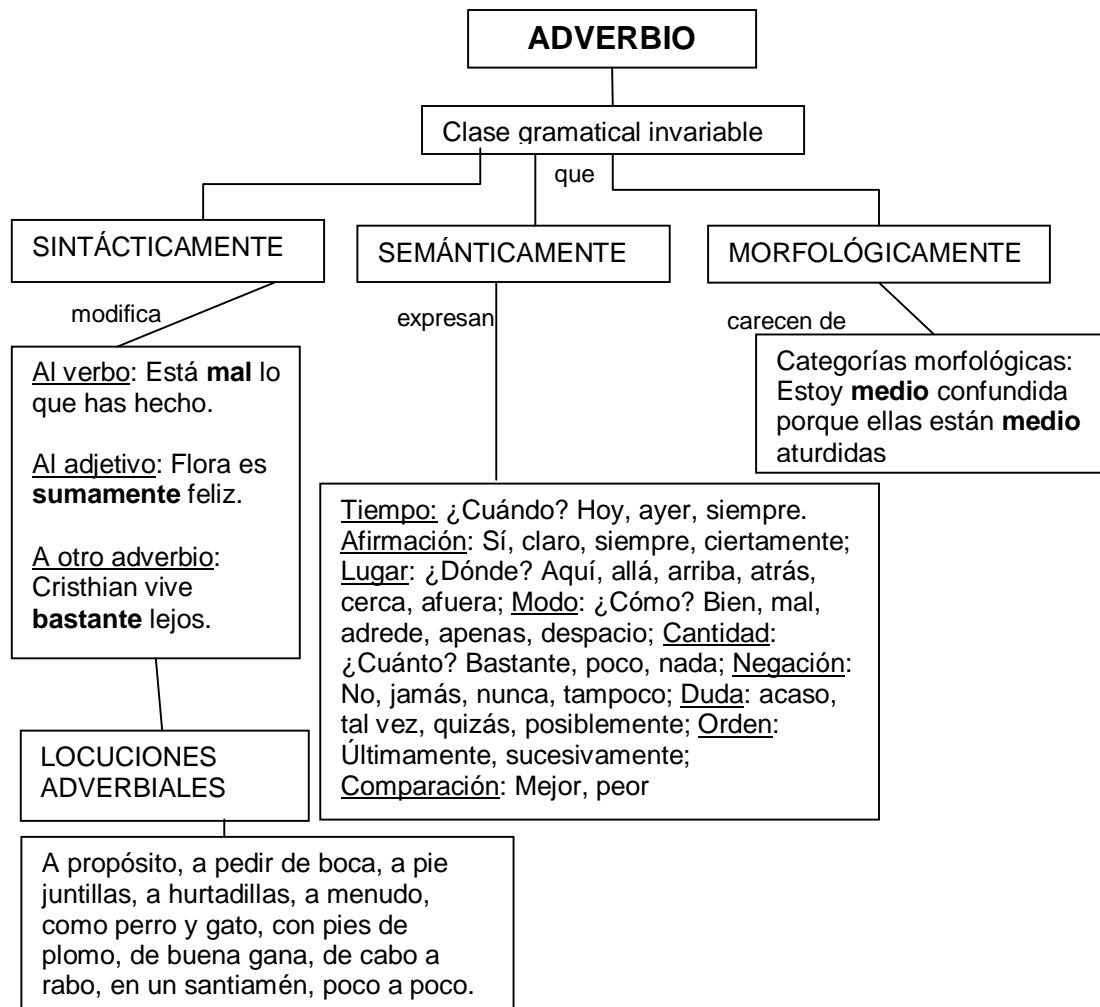 ADVERBIO
Clase gramatical invariable
que
SINTÁCTICAMENTE
SEMÁNTICAMENTE
MORFOLÓGICAMENTE
modifica
expresan
carecen de
Al verbo: Está mal lo
que has hecho.
Al adjetivo: Flora es
sumamente feliz.
A otro adverbio:
Cristhian vive
bastante lejos.
Categorías morfológicas:
Estoy medio confundida
porque ellas están medio
aturdidas
Tiempo: ¿Cuándo? Hoy, ayer, siempre.
Afirmación: Sí, claro, siempre, ciertamente;
Lugar: ¿Dónde? Aquí, allá, arriba, atrás,
cerca, afuera; Modo: ¿Cómo? Bien, mal,
adrede, apenas, despacio; Cantidad:
¿Cuánto? Bastante, poco, nada; Negación:
No, jamás, nunca, tampoco; Duda: acaso,
tal vez, quizás, posiblemente; Orden:
Últimamente, sucesivamente;
Comparación: Mejor, peor
LOCUCIONES
ADVERBIALES
A propósito, a pedir de boca, a pie
juntillas, a hurtadillas, a menudo,
como perro y gato, con pies de
plomo, de buena gana, de cabo a
rabo, en un santiamén, poco a poco.